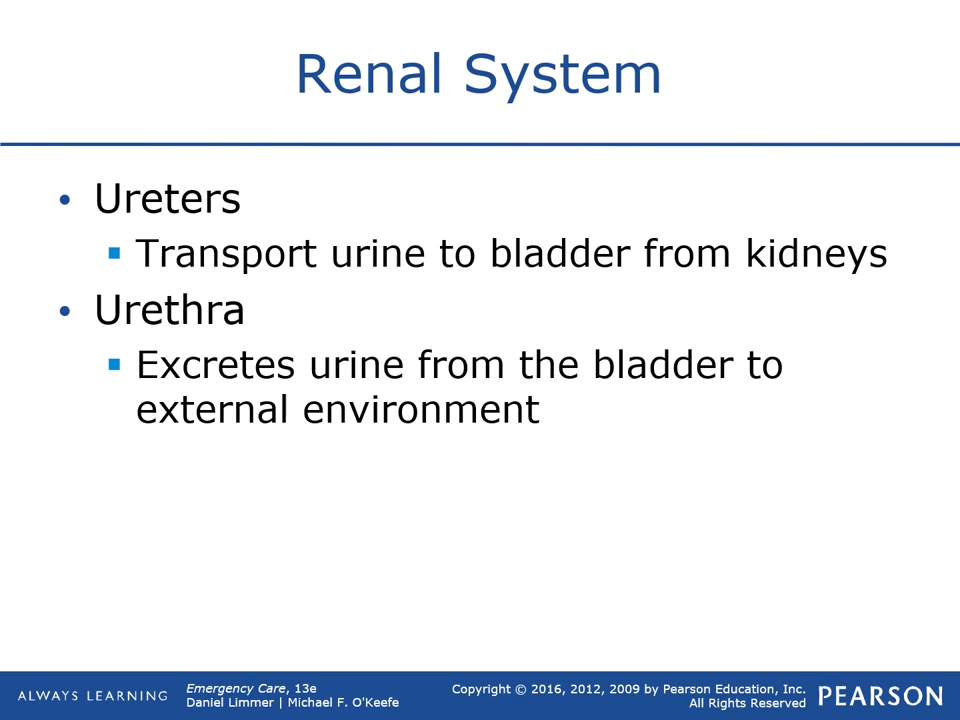 Renal System
• Ureters
▪ Transport urine to bladder from kidneys
• Urethra
▪ Excretes urine from the bladder to
external environment
ALWAYS LEARNING
Emergency Care, 13e
Daniel Limmer | Michael F. O'Keefe
Copyright © 2016, 2012, 2009 by Pearson Education, Inc.
All Rights Reserved
PEARSON